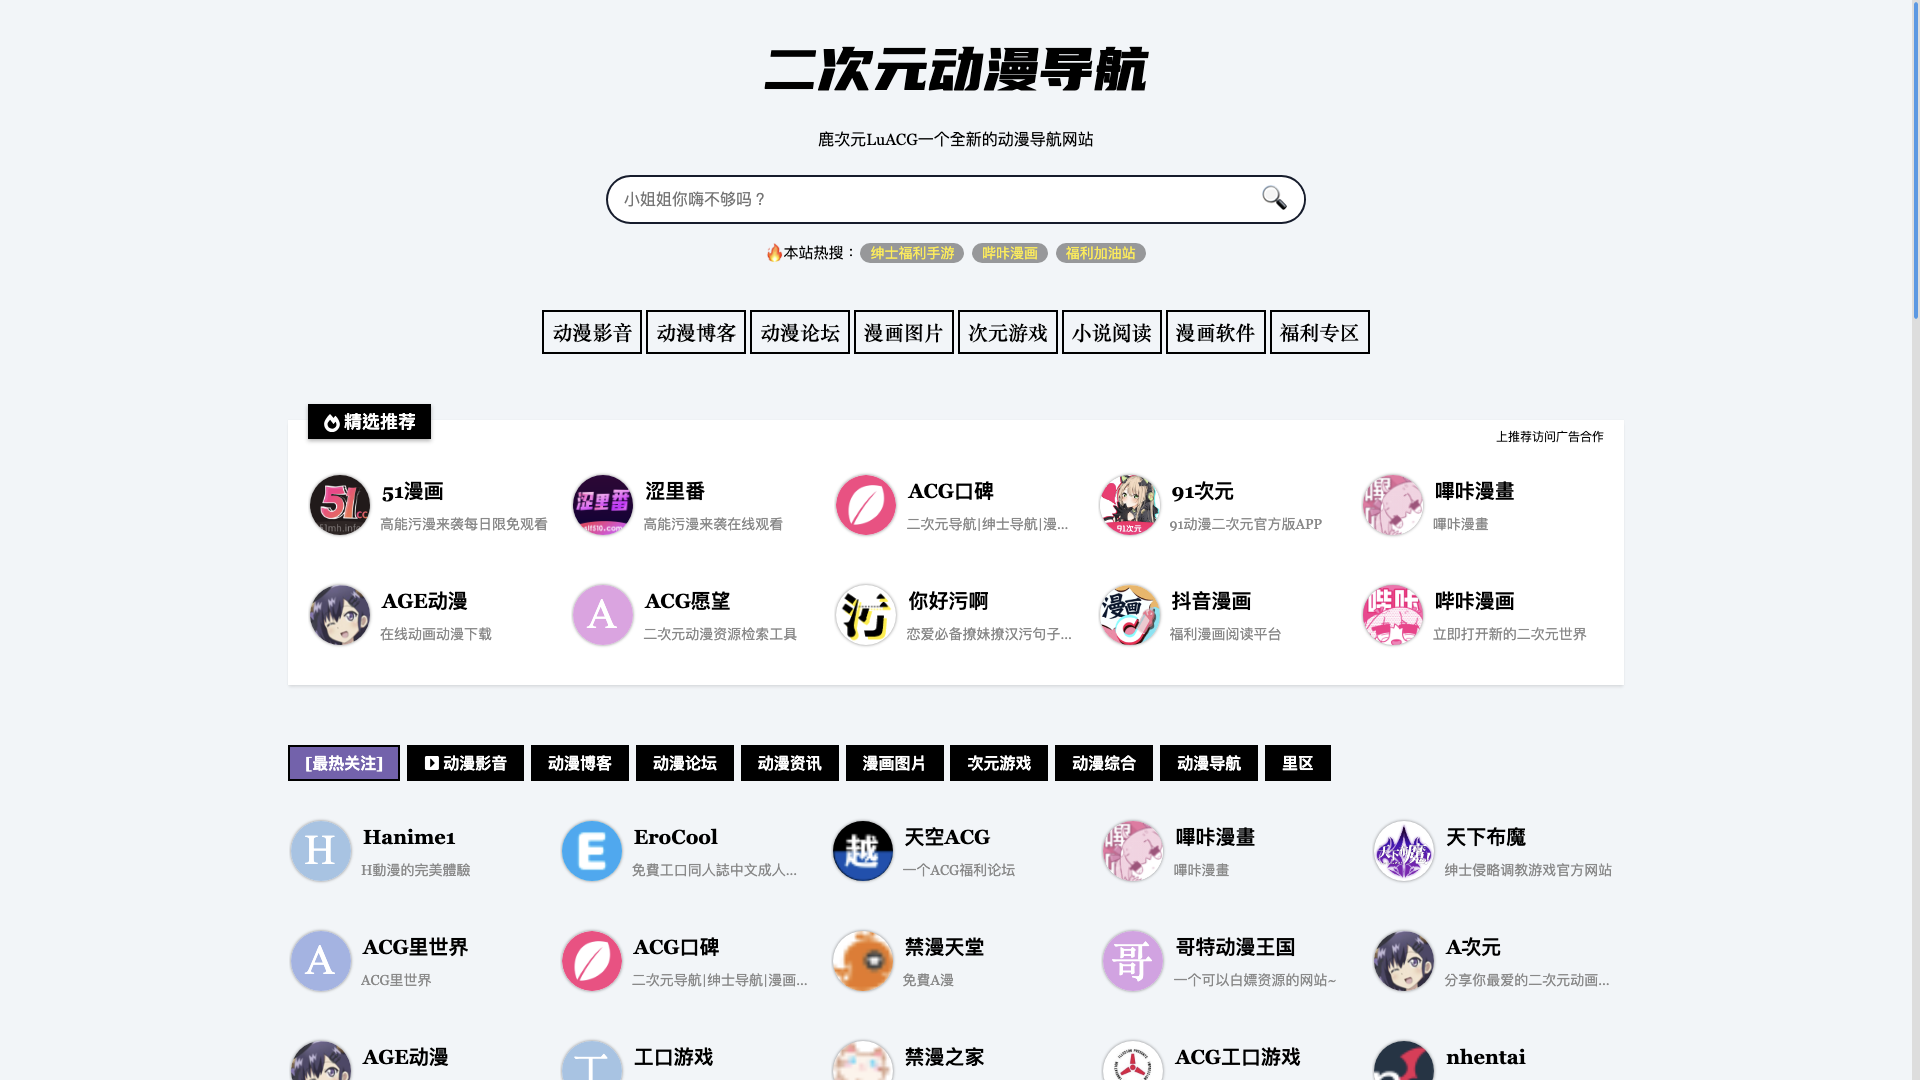 二次元动漫导航
鹿次元LuACG一个全新的动漫导航网站
小姐姐你嗨不够吗？
🔥本站热搜： 绅士福利手游 哔咔漫画 福利加油站
动漫影音 动漫博客 动漫论坛 漫画图片 次元游戏 小说阅读 漫画软件 福利专区
精选推荐
上推荐访问广告合作
51漫画 涩里番 ACG口碑 91次元 嗶咔漫畫
高能污漫来袭每日限免观看 高能污漫来袭在线观看 二次元导航|绅士导航|漫... 91动漫二次元官方版APP 嗶咔漫畫
AGE动漫 ACG愿望 你好污啊 抖音漫画 哔咔漫画
在线动画动漫下载 二次元动漫资源检索工具 恋爱必备撩妹撩汉污句子... 福利漫画阅读平台 立即打开新的二次元世界
[最热关注] 动漫影音 动漫博客 动漫论坛 动漫资讯 漫画图片 次元游戏 动漫综合 动漫导航 里区
Hanime1 EroCool 天空ACG 嗶咔漫畫 天下布魔
H動漫的完美體驗 免費工口同人誌中文成人... 一个ACG福利论坛 嗶咔漫畫 绅士侵略调教游戏官方网站
ACG里世界 ACG口碑 禁漫天堂 哥特动漫王国 A次元
ACG里世界 二次元导航|绅士导航|漫画... 免費A漫 一个可以白嫖资源的网站~ 分享你最爱的二次元动画...
AGE动漫 工口游戏 禁漫之家 ACG工口游戏 nhentai